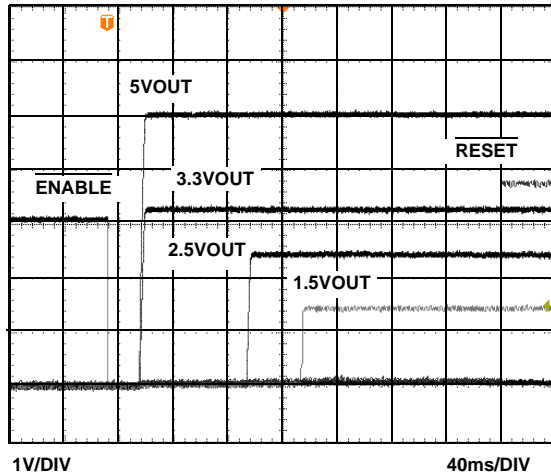 T
5VOUT
RESET
ENABLE
3.3VOUT
2.5VOUT
1.5VOUT
1V/DIV
40ms/DIV